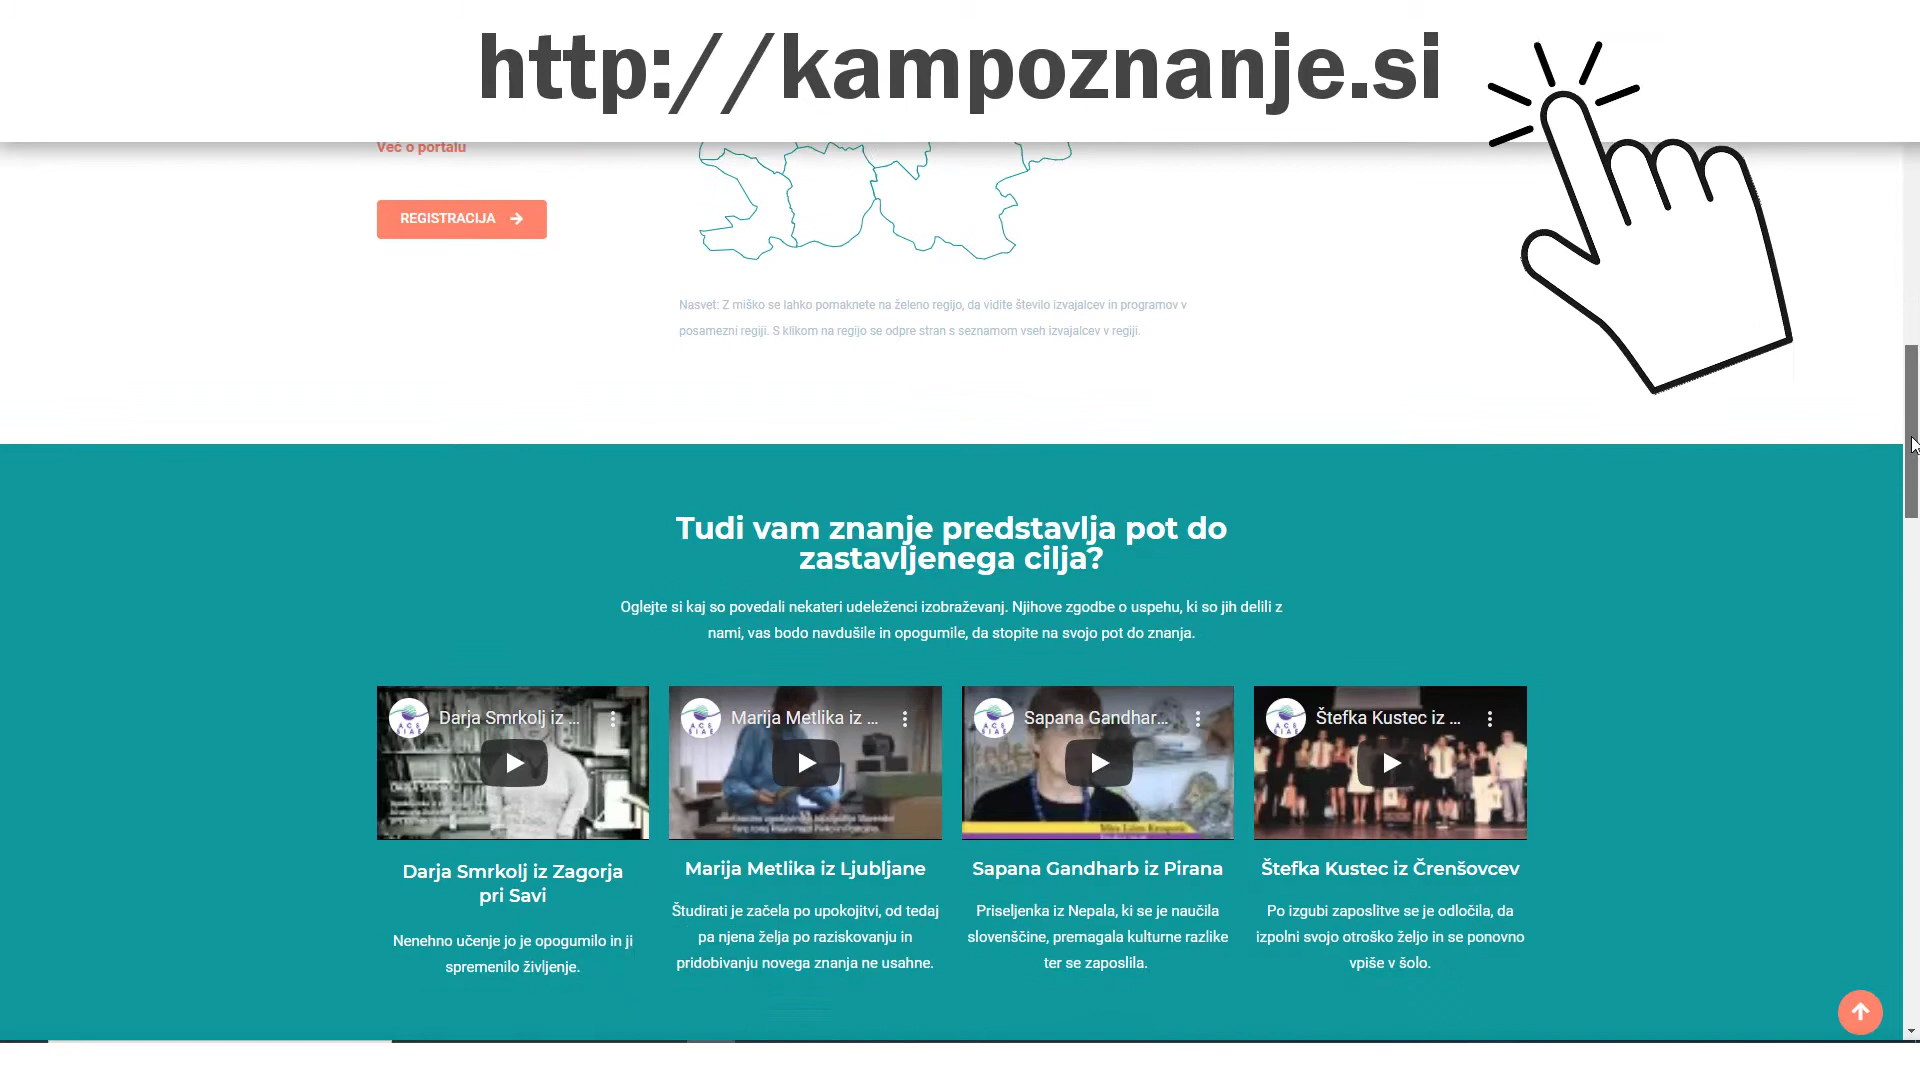 http://kampoznanje.si
Več o portalu
REGISTRACIJA
Nasvet: Z miško se lahko pomaknete na želeno regijo, da vidite število izvajalcev in programov v
posamezni regiji. S klikom na regijo se odpre stran s seznamom vseh izvajalcev v regiji.
Tudi vam znanje predstavlja pot do
zastavljenega cilja?
Oglejte si kaj so povedali nekateri udeleženci izobraževanj. Njihove zgodbe o uspehu, ki so jih delili z
nami, vas bodo navdušile in opogumile, da stopite na svojo pot do znanja.
Darja Smrkolj iz ...
Marija Metlika iz ...
Sapana Gandhar...
Štefka Kustec iz ...
Darja Smrkolj iz Zagorja
pri Savi
Nenehno učenje jo je opogumilo in ji
spremenilo življenje.
Marija Metlika iz Ljubljane
Študirati je začela po upokojitvi, od tedaj
pa njena želja po raziskovanju in
pridobivanju novega znanja ne usahne.
Sapana Gandharb iz Pirana
Priseljenka iz Nepala, ki se je naučila
slovenščine, premagala kulturne razlike
ter se zaposlila.
Štefka Kustec iz Črenšovcev
Po izgubi zaposlitve se je odločila, da
izpolni svojo otroško željo in se ponovno
vpiše v šolo.